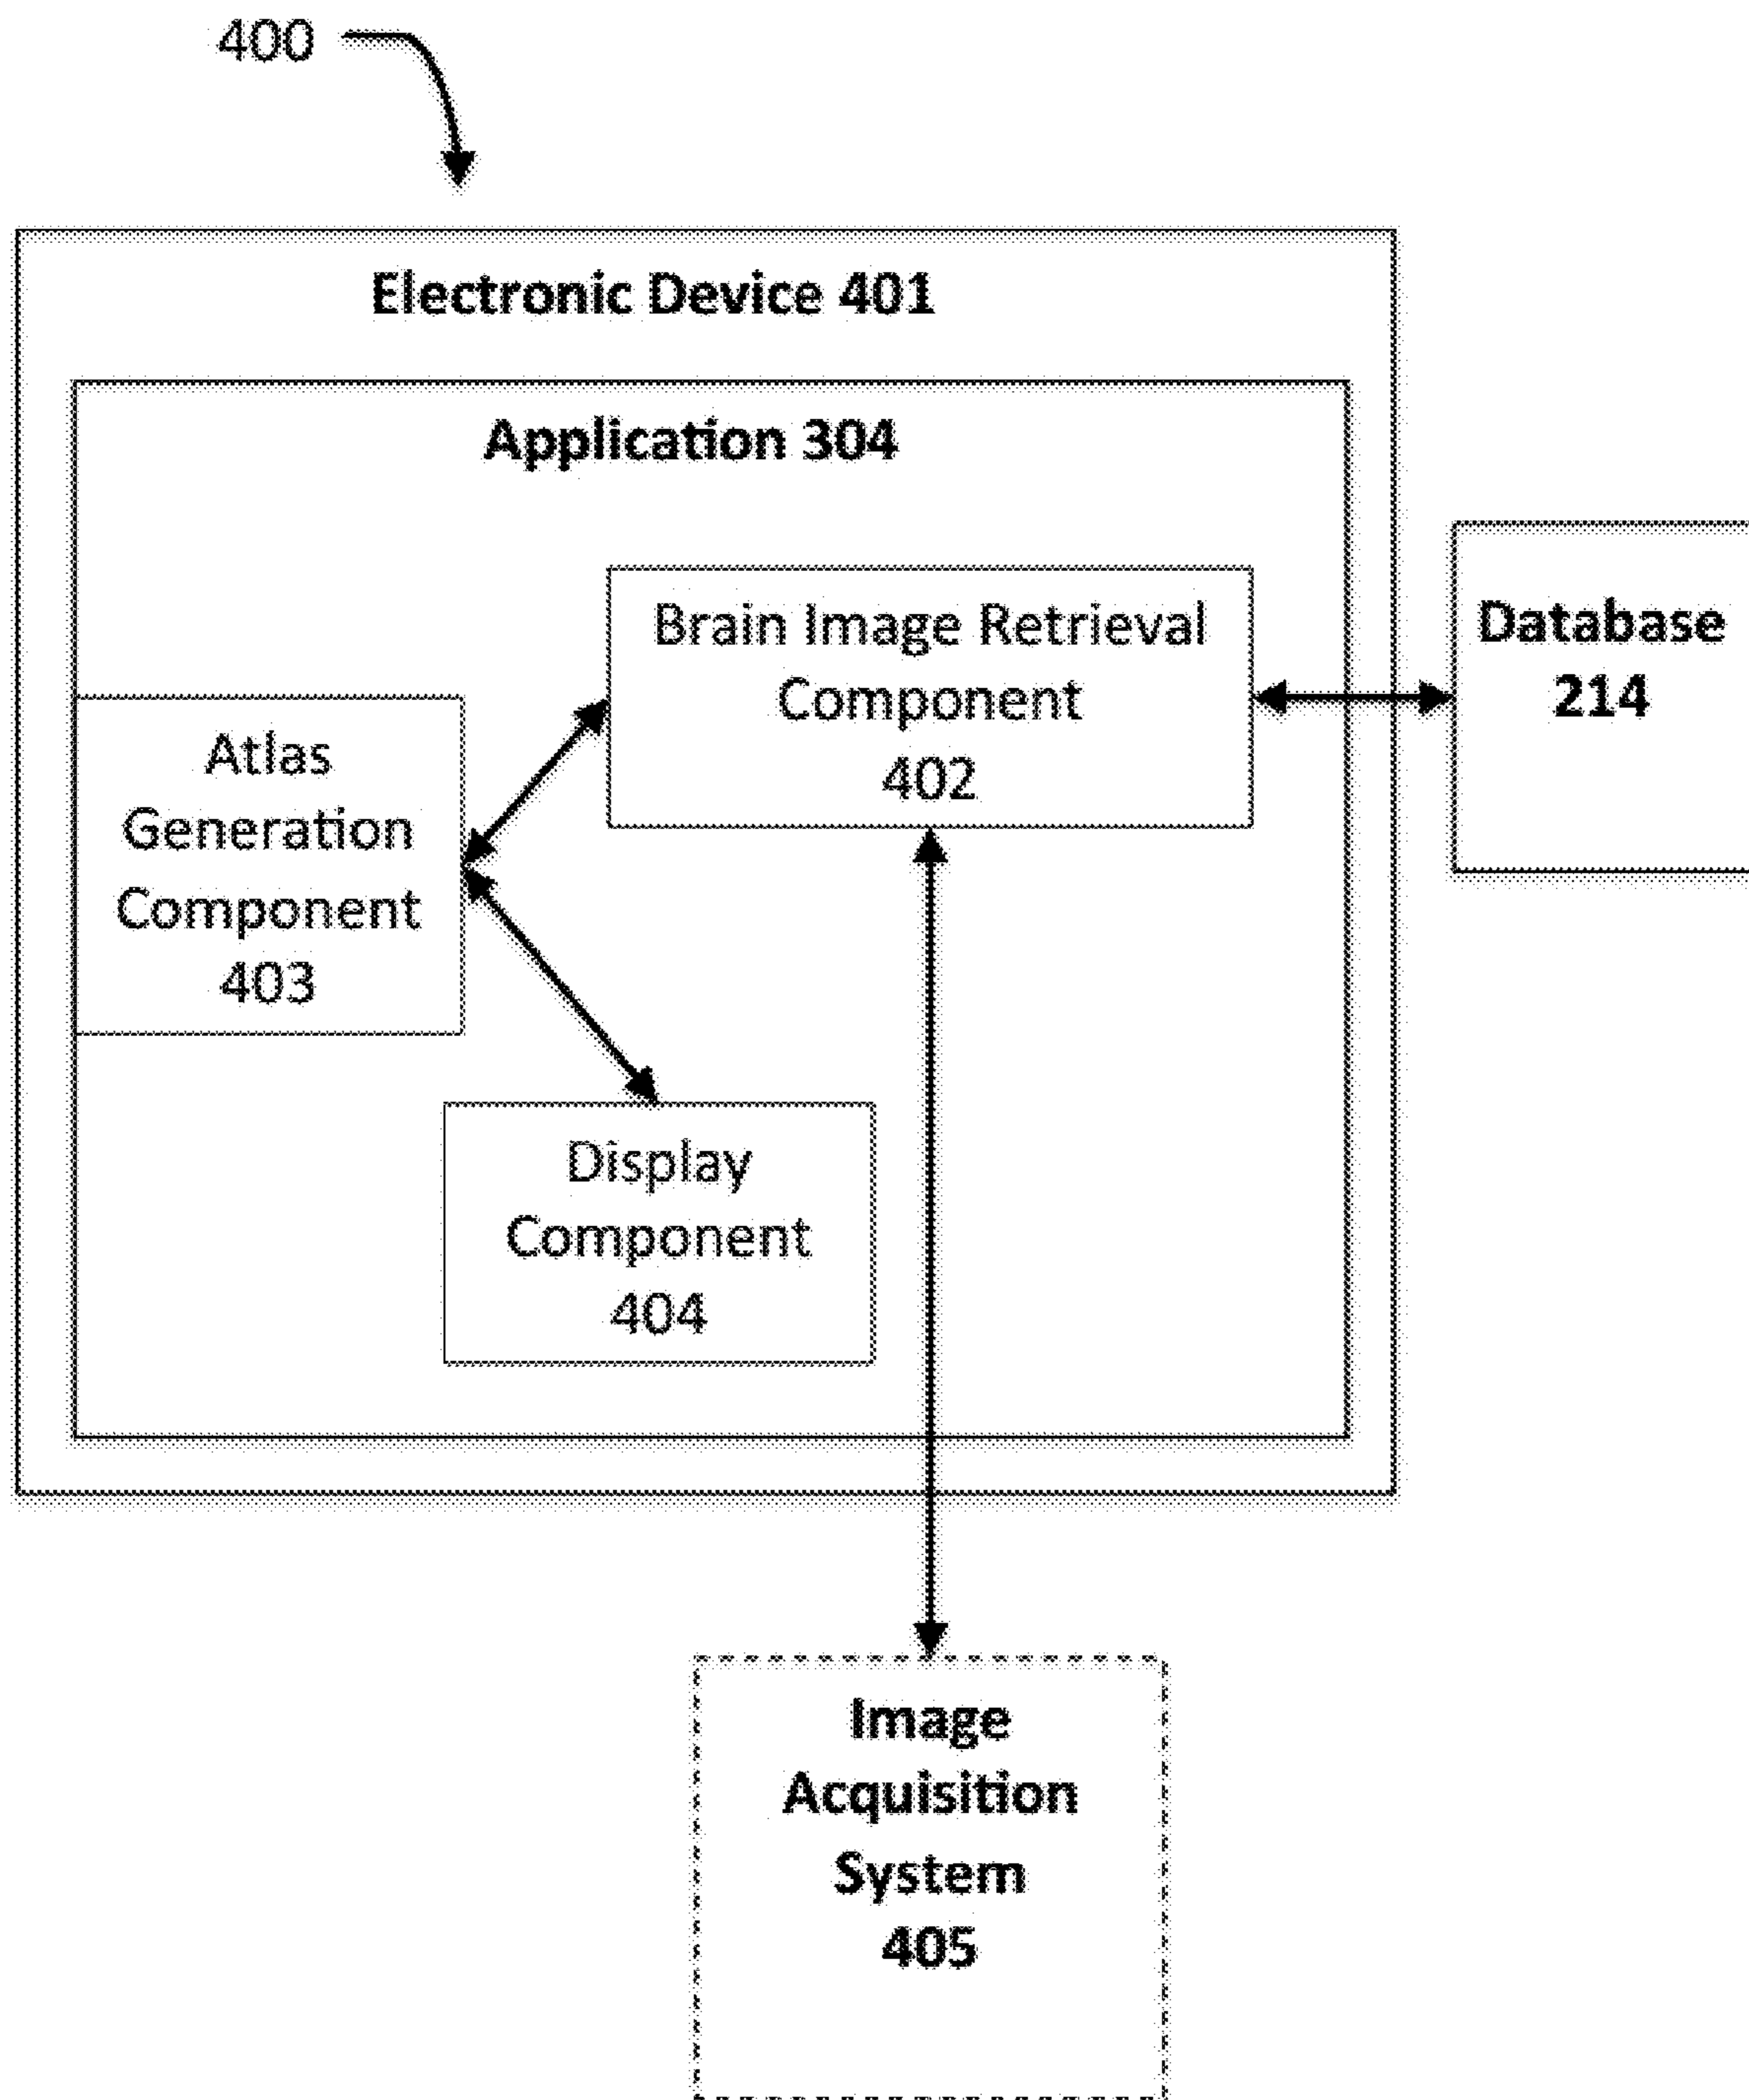 400
Electronic Device 401
Application 304
Brain Image Retrieval
Component
402
Database
214
Atlas
Generation
Component
403
Display
Component
404
Image
Acquisition
System
405